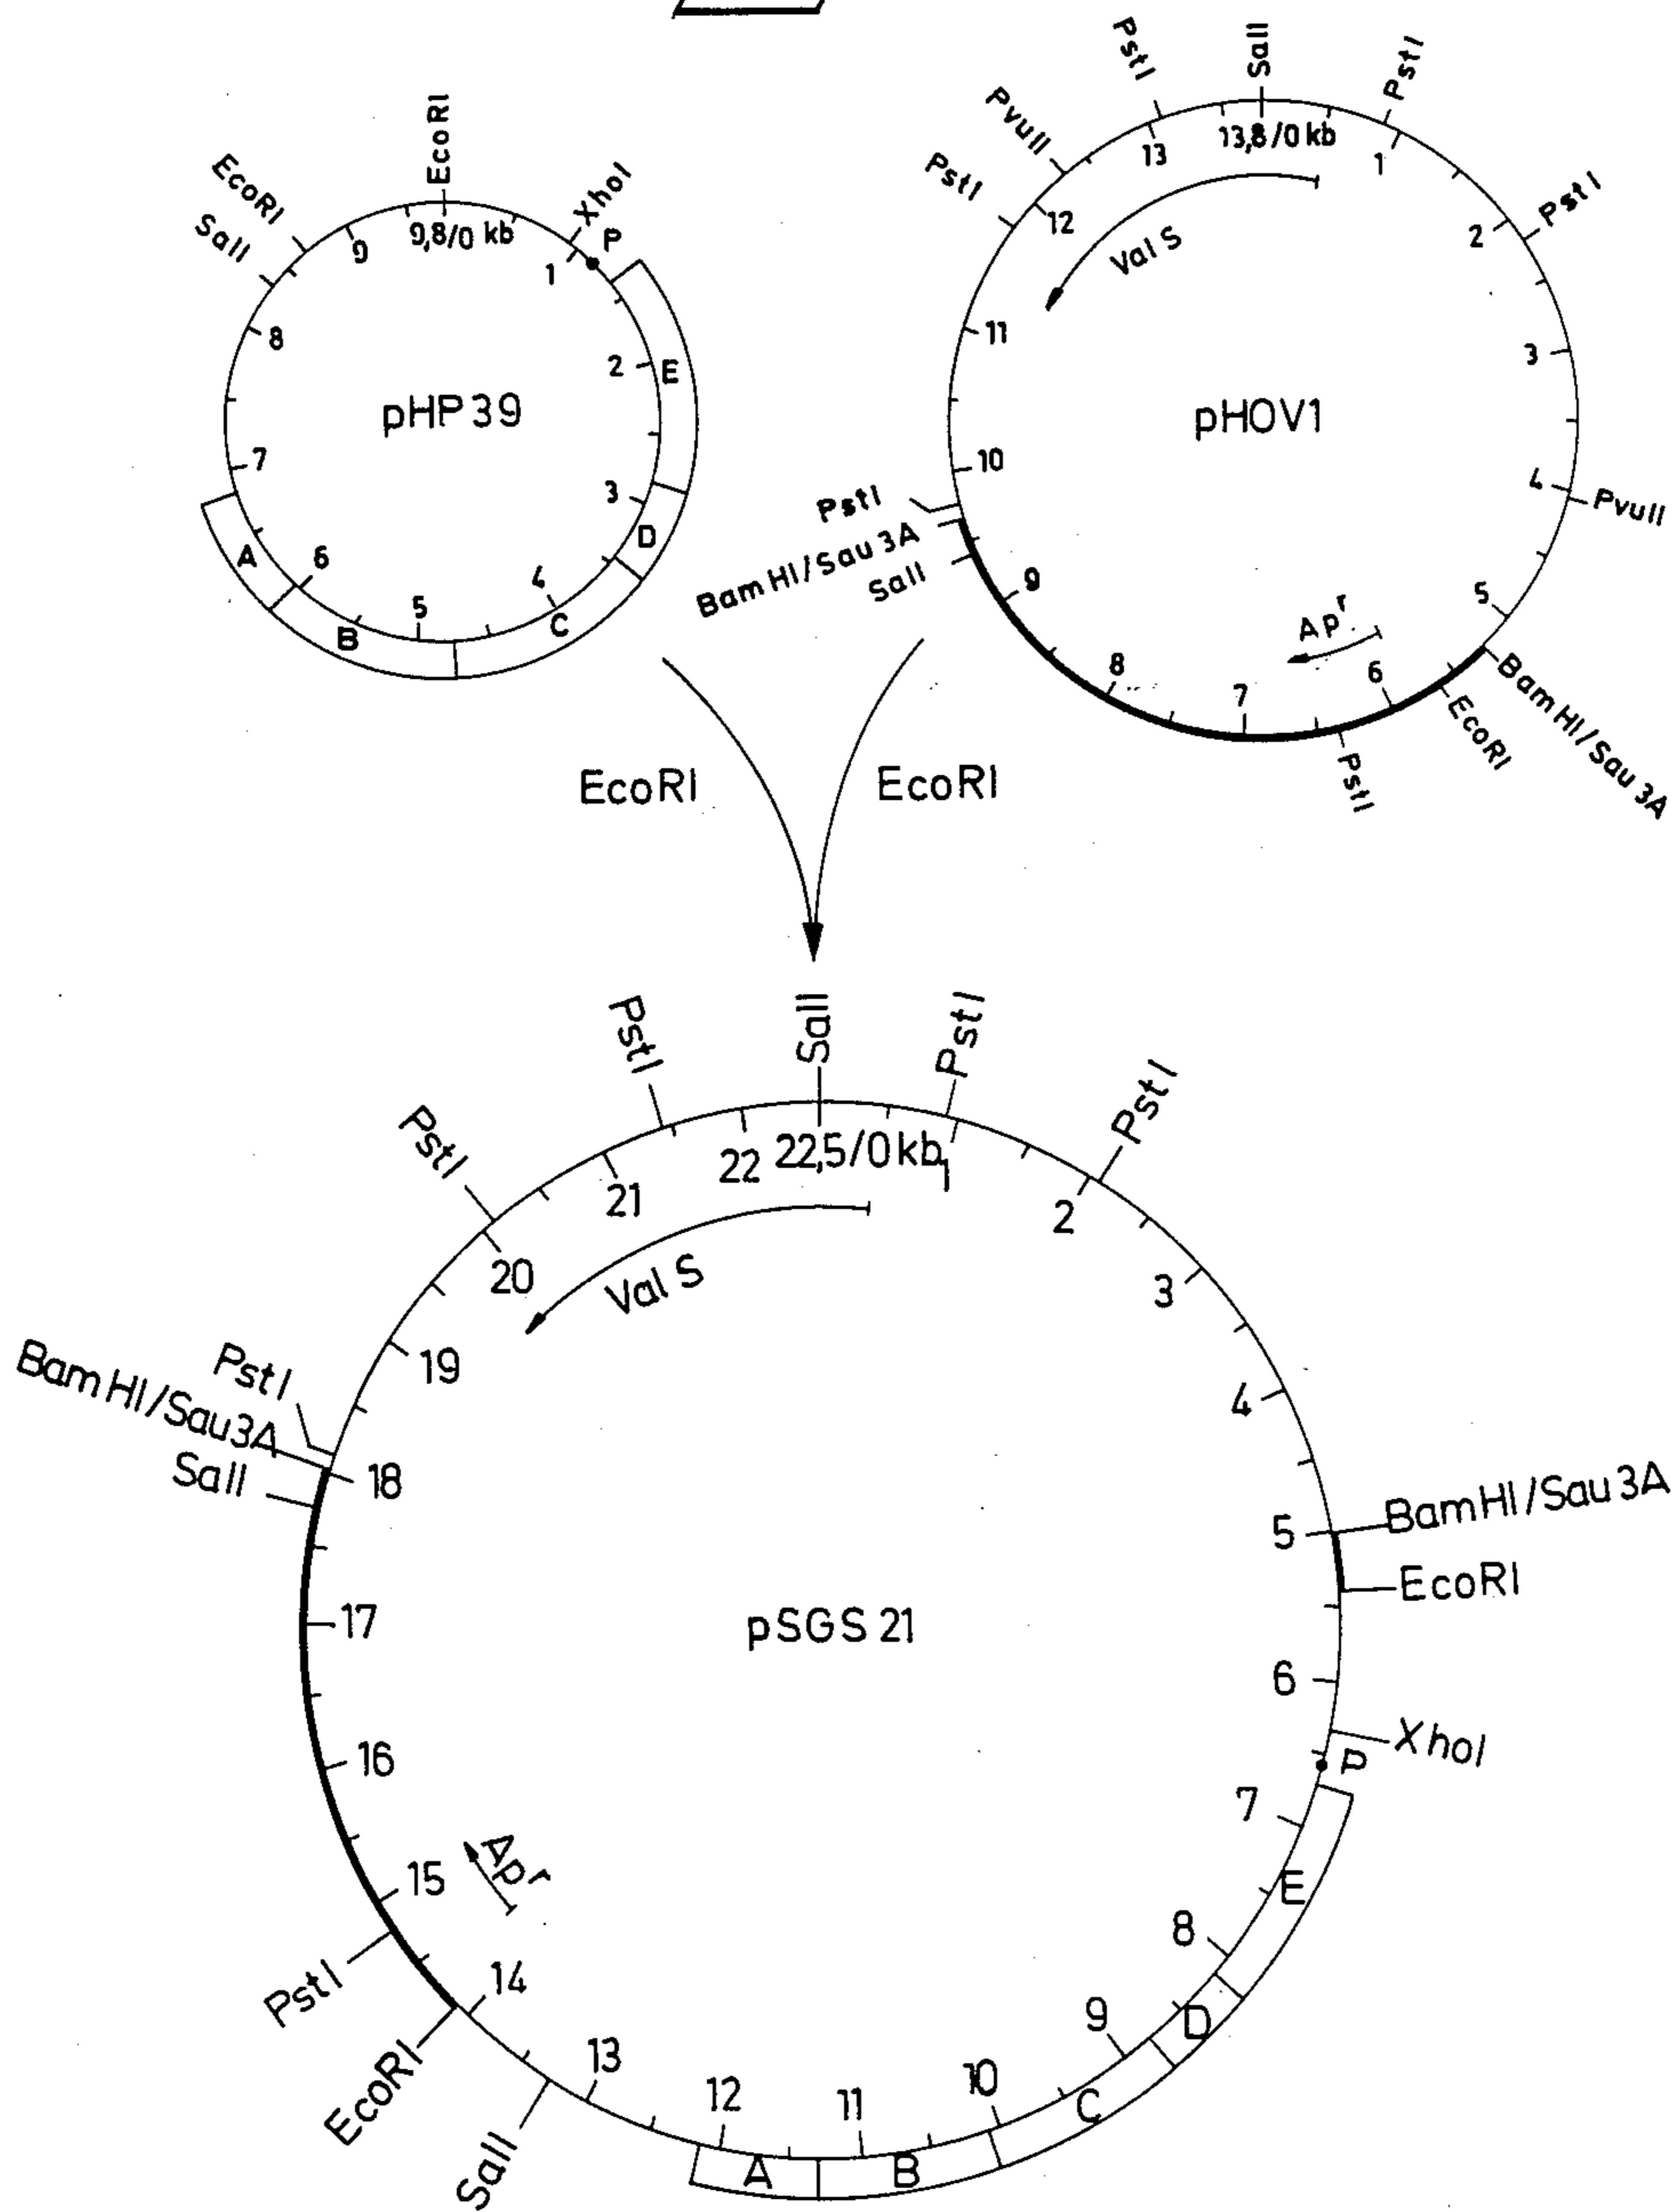 EcoRI
EcoRI
SalI
XhoI
P
9,8/0 kb
1
2
3
4
5
6
7
8
9
E
D
C
B
A
pHP39
SalI
PstI
PstI
PvuII
BamHI/Sau3A
EcoRI
PstI
SalI
BamHI/Sau3A
PstI
PstI
PvuII
PstI
13,8/0 kb
1
2
3
4
5
6
7
8
9
10
11
12
13
Val S
Apr
pHOV1
EcoRI
EcoRI
SalI
PstI
PstI
BamHI/Sau3A
EcoRI
XhoI
P
E
D
C
B
A
SalI
EcoRI
PstI
SalI
BamHI/Sau3A
PstI
PstI
PstI
22,5/0 kb
1
2
3
4
5
6
7
8
9
10
11
12
13
14
15
16
17
18
19
20
21
22
Val S
Apr
pSGS21